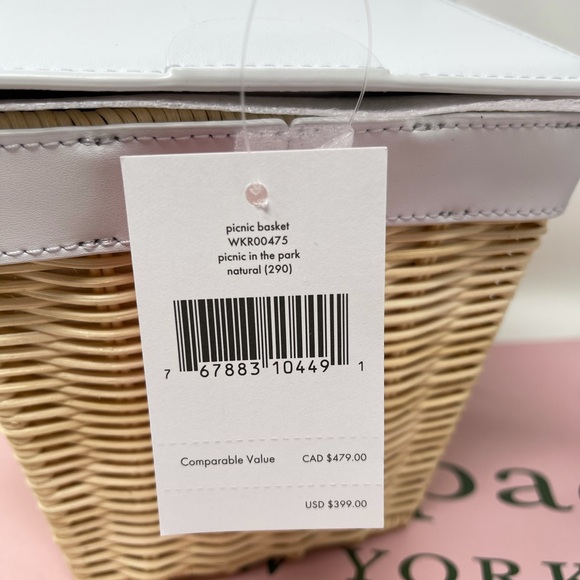 picnic basket
WKR00475
picnic in the park
natural (290)
7 67883 10449 1
Comparable Value CAD $479.00
USD $399.00
YORK